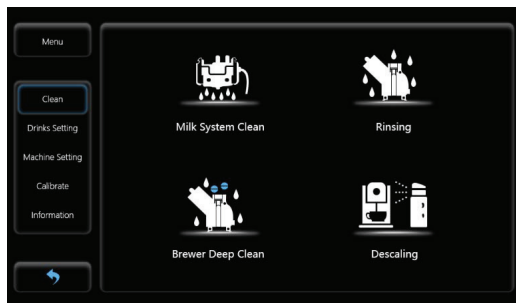 Menu
Clean
Drinks Setting
Machine Setting
Calibrate
Information
Milk System Clean
Rinsing
Brewer Deep Clean
Descaling